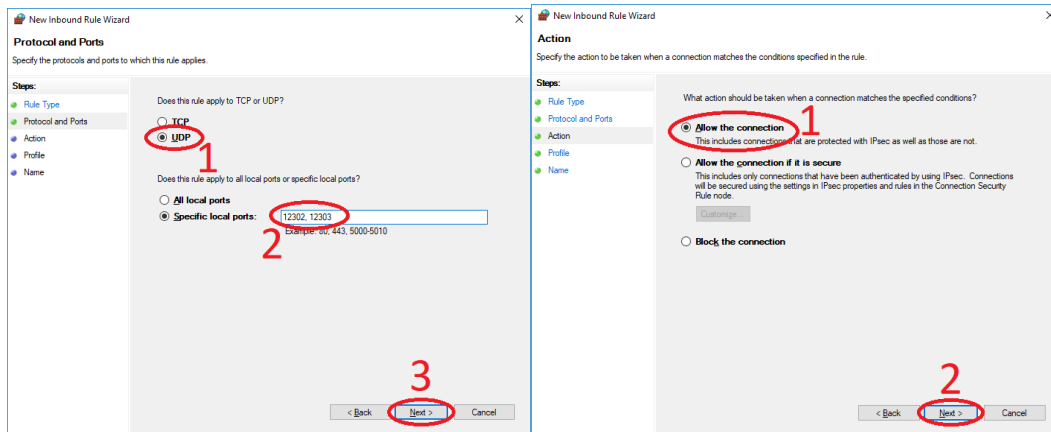 New Inbound Rule Wizard
Protocol and Ports
Specify the protocols and ports to which this rule applies.
Steps:
Rule Type
Protocol and Ports
Action
Profile
Name
Does this rule apply to TCP or UDP?
TCP
UDP
1
Does this rule apply to all local ports or specific local ports?
All local ports
Specific local ports:
12302, 12303
Example: 80, 443, 5000-5010
2
3
< Back
Next >
Cancel
New Inbound Rule Wizard
Action
Specify the action to be taken when a connection matches the conditions specified in the rule.
Steps:
Rule Type
Protocol and Ports
Action
Profile
Name
What action should be taken when a connection matches the specified conditions?
1
Allow the connection
This includes connections that are protected with IPsec as well as those are not.
Allow the connection if it is secure
This includes only connections that have been authenticated by using IPsec. Connections
will be secured using the settings in IPsec properties and rules in the Connection Security
Rule node.
Customize...
Block the connection
2
< Back
Next >
Cancel